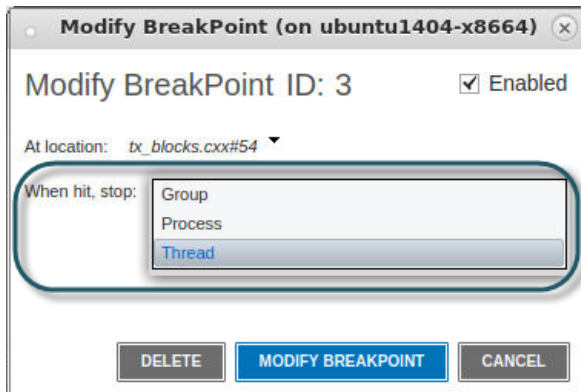 Modify BreakPoint (on ubuntu1404-x8664)
Modify BreakPoint ID: 3
Enabled
At location: tx_blocks.cxx#54
When hit, stop:
Group
Process
Thread
DELETE
MODIFY BREAKPOINT
CANCEL